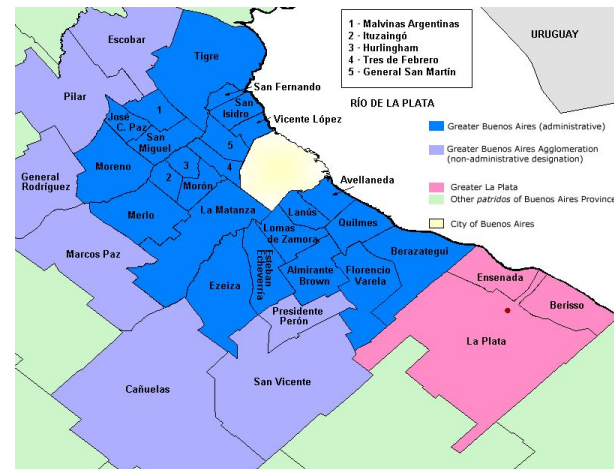 1 - Malvinas Argentinas
2 - Ituzaingó
3 - Hurlingham
4 - Tres de Febrero
5 - General San Martín
URUGUAY
RÍO DE LA PLATA
Greater Buenos Aires (administrative)
Greater Buenos Aires Agglomeration
(non-administrative designation)
Greater La Plata
Other patridos of Buenos Aires Province
City of Buenos Aires
Escobar
Tigre
San Fernando
Pilar
San
Isidro
José
C. Paz
1
Vicente López
San
Miguel
5
Moreno
3
4
2
Morón
General
Rodríguez
Avellaneda
Merlo
La Matanza
Lanús
Quilmes
Lomas
de Zamora
Marcos Paz
Berazategui
Esteban
Echeverría
Almirante
Brown
Florencio
Varela
Ezeiza
Ensenada
Berisso
Presidente
Perón
La Plata
Cañuelas
San Vicente